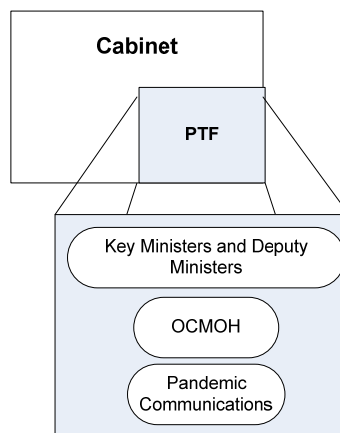 Cabinet
PTF
Key Ministers and Deputy
Ministers
OCMOH
Pandemic
Communications